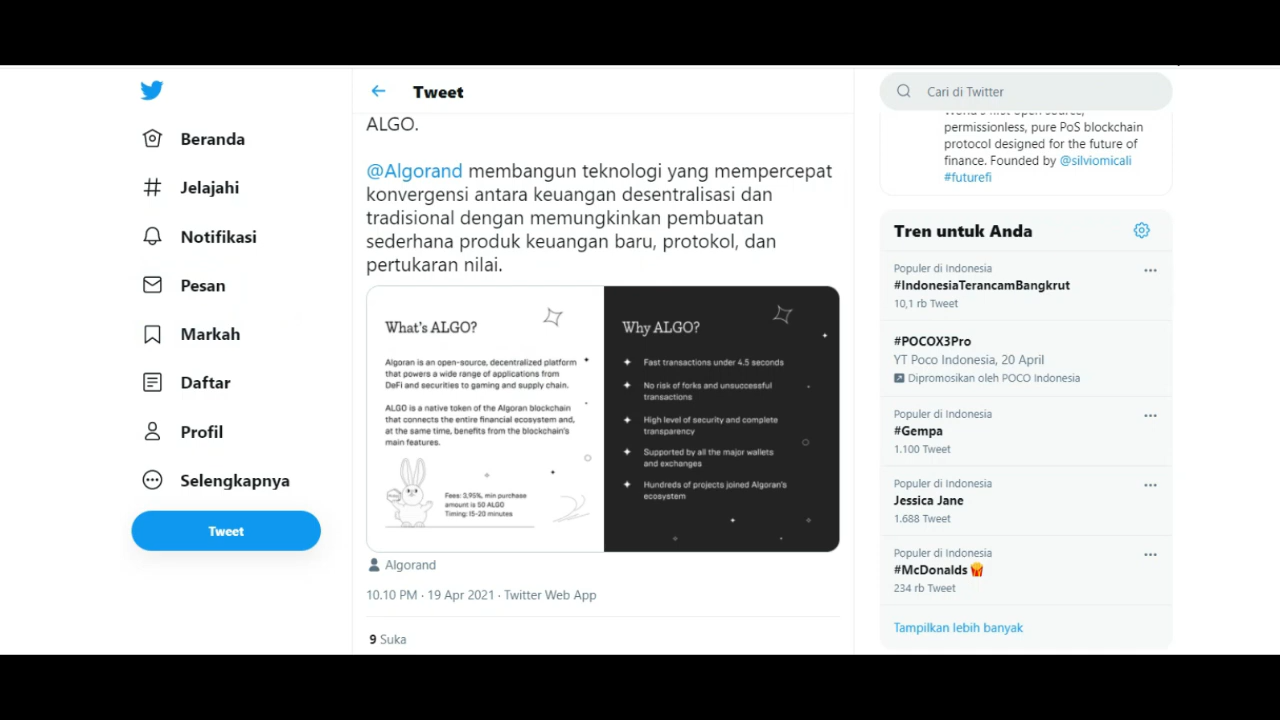 Beranda
Jelajahi
Notifikasi
Pesan
Markah
Daftar
Profil
Selengkapnya
Tweet
Tweet
ALGO.
@Algorand membangun teknologi yang mempercepat
konvergensi antara keuangan desentralisasi dan
tradisional dengan memungkinkan pembuatan
sederhana produk keuangan baru, protokol, dan
pertukaran nilai.
What's ALGO?
Algoran is an open-source, decentralized platform
that powers a wide range of applications from
DeFi and securities to gaming and supply chain.
ALGO is a native token of the Algoran blockchain
that connects the entire financial ecosystem and,
at the same time, benefits from the blockchain's
main features.
Fees: 3,95%, min purchase
amount is 50 ALGO
Timing: 15-20 minutes
Why ALGO?
Fast transactions under 4.5 seconds
No risk of forks and unsuccessful
transactions
High level of security and complete
transparency
Supported by all the major wallets
and exchanges
Hundreds of projects joined Algoran's
ecosystem
Algorand
10.10 PM · 19 Apr 2021 · Twitter Web App
9 Suka
Cari di Twitter
World's first open source,
permissionless, pure PoS blockchain
protocol designed for the future of
finance. Founded by @silviomicali
#futurefi
Tren untuk Anda
Populer di Indonesia
#IndonesiaTerancamBangkrut
10,1 rb Tweet
#POCOX3Pro
YT Poco Indonesia, 20 April
Dipromosikan oleh POCO Indonesia
Populer di Indonesia
#Gempa
1.100 Tweet
Populer di Indonesia
Jessica Jane
1.688 Tweet
Populer di Indonesia
#McDonalds🍟
234 rb Tweet
Tampilkan lebih banyak